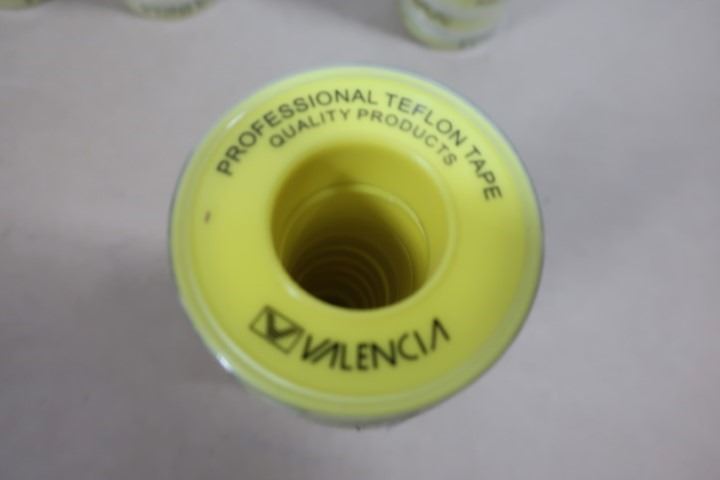 PROFESSIONAL TEFLON TAPE
QUALITY PRODUCTS
VALENCIA